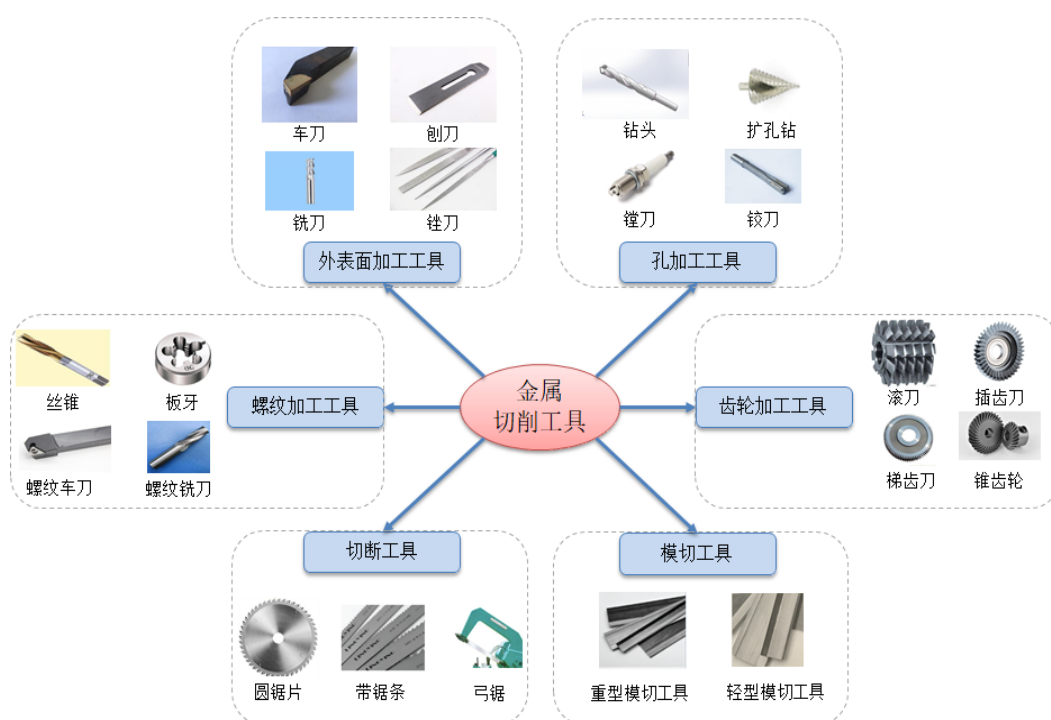 车刀
刨刀
铣刀
锉刀
外表面加工工具
钻头
扩孔钻
镗刀
铰刀
孔加工工具
丝锥
板牙
螺纹车刀
螺纹铣刀
螺纹加工工具
金属
切削工具
齿轮加工工具
滚刀
插齿刀
梯齿刀
锥齿轮
切断工具
圆锯片
带锯条
弓锯
模切工具
重型模切工具
轻型模切工具